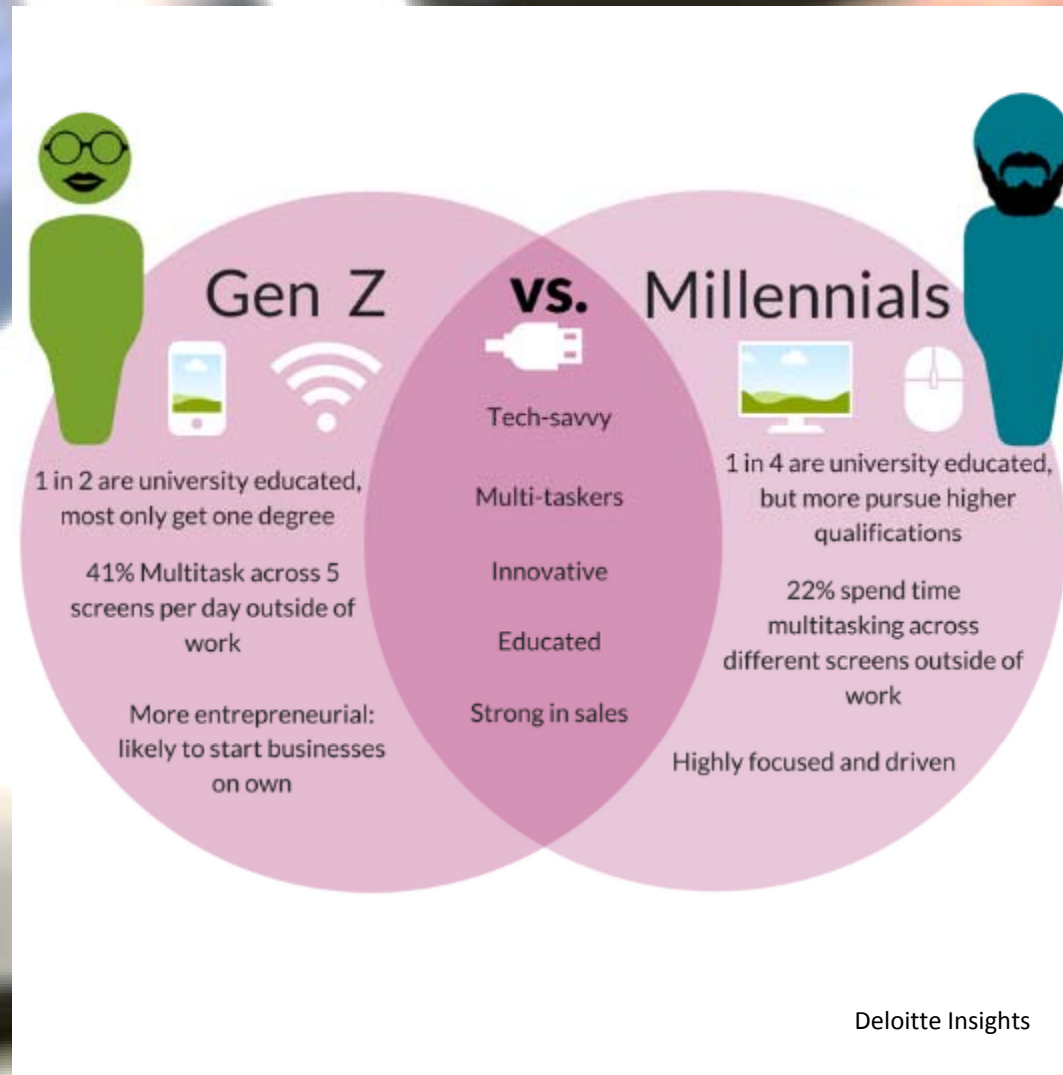 Gen Z
vs.
Millennials
1 in 2 are university educated,
most only get one degree
41% Multitask across 5
screens per day outside of
work
More entrepreneurial:
likely to start businesses
on own
Tech-savvy
Multi-taskers
Innovative
Educated
Strong in sales
1 in 4 are university educated,
but more pursue higher
qualifications
22% spend time
multitasking across
different screens outside of
work
Highly focused and driven
Deloitte Insights